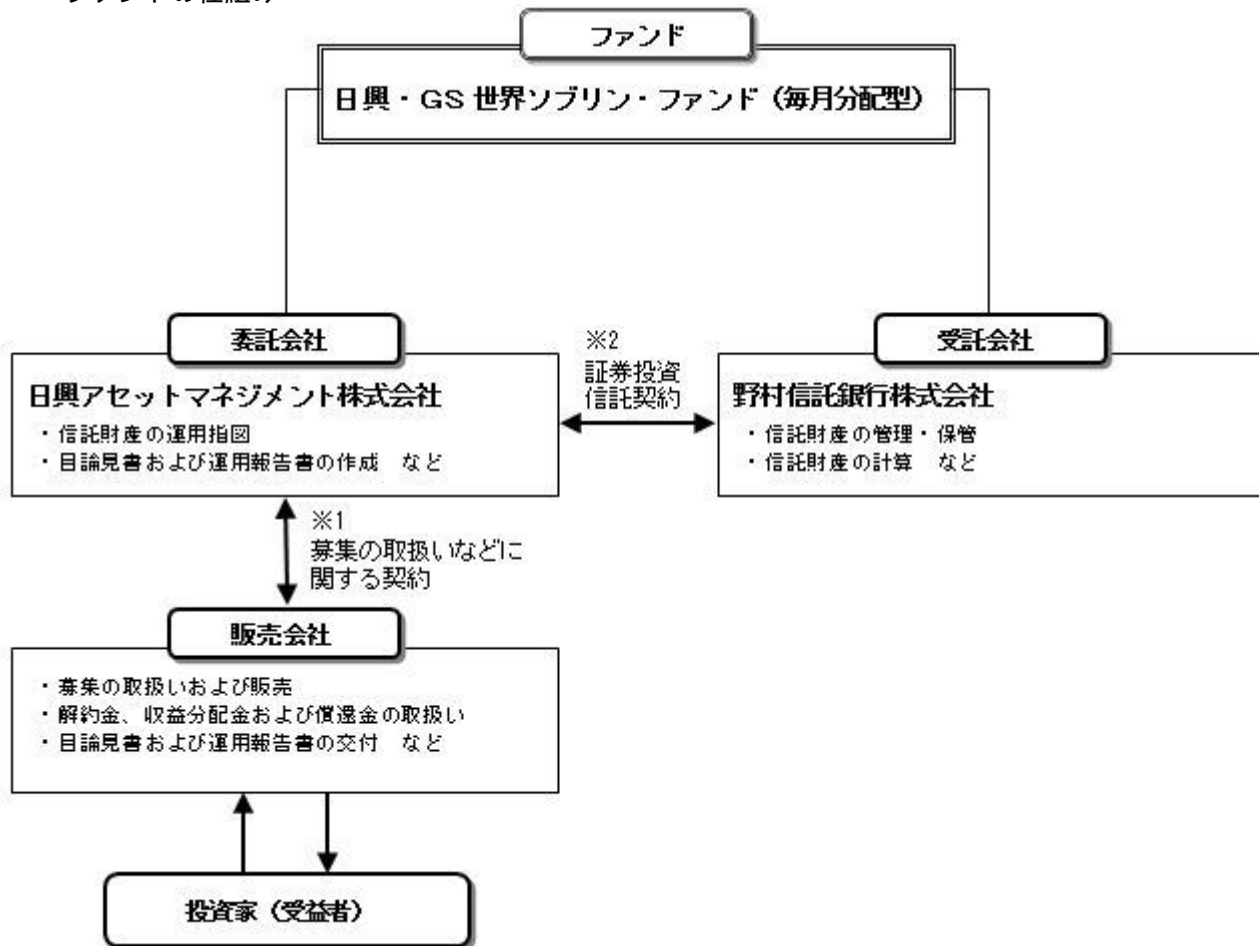 ファンドの仕組み
ファンド
日興・GS 世界ソブリン・ファンド（毎月分配型）
委託会社
日興アセットマネジメント株式会社
・信託財産の運用指図
・目論見書および運用報告書の作成　など
※2
証券投資
信託契約
受託会社
野村信託銀行株式会社
・信託財産の管理・保管
・信託財産の計算　など
※1
募集の取扱いなどに
関する契約
販売会社
・募集の取扱いおよび販売
・解約金、収益分配金および償還金の取扱い
・目論見書および運用報告書の交付　など
投資家（受益者）